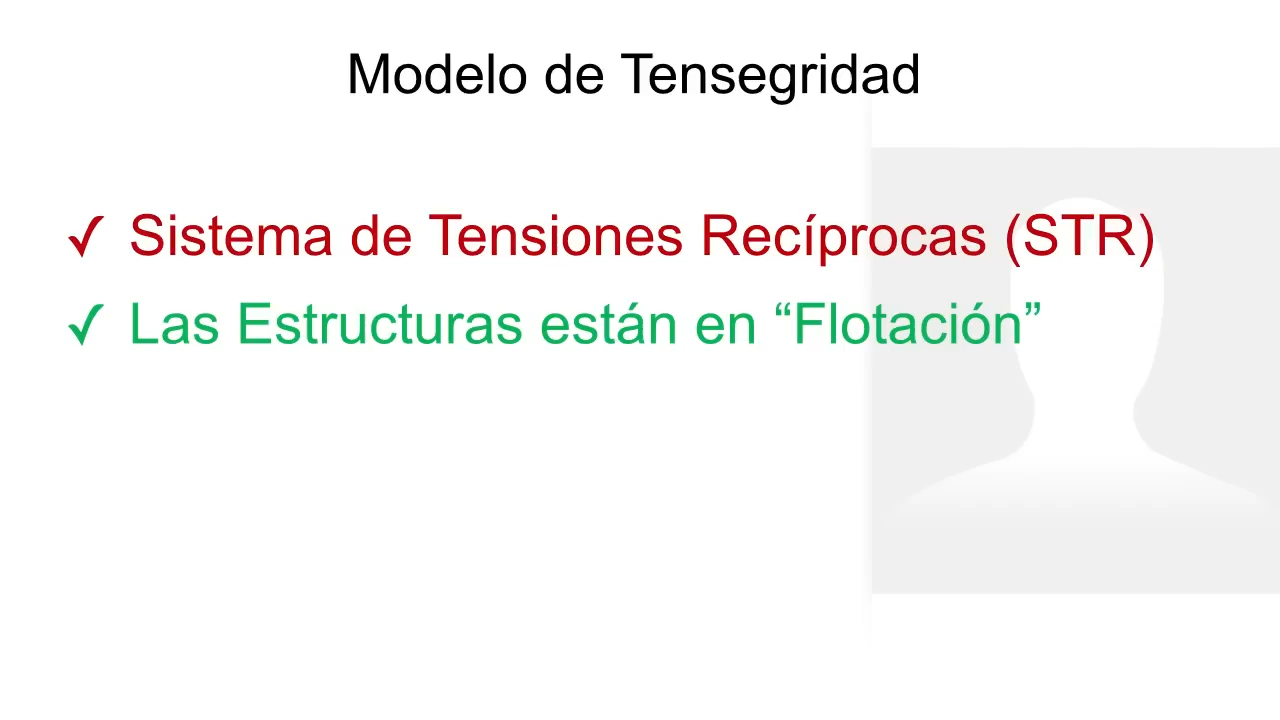 Modelo de Tensegridad
✓ Sistema de Tensiones Recíprocas (STR)
✓ Las Estructuras están en “Flotación”